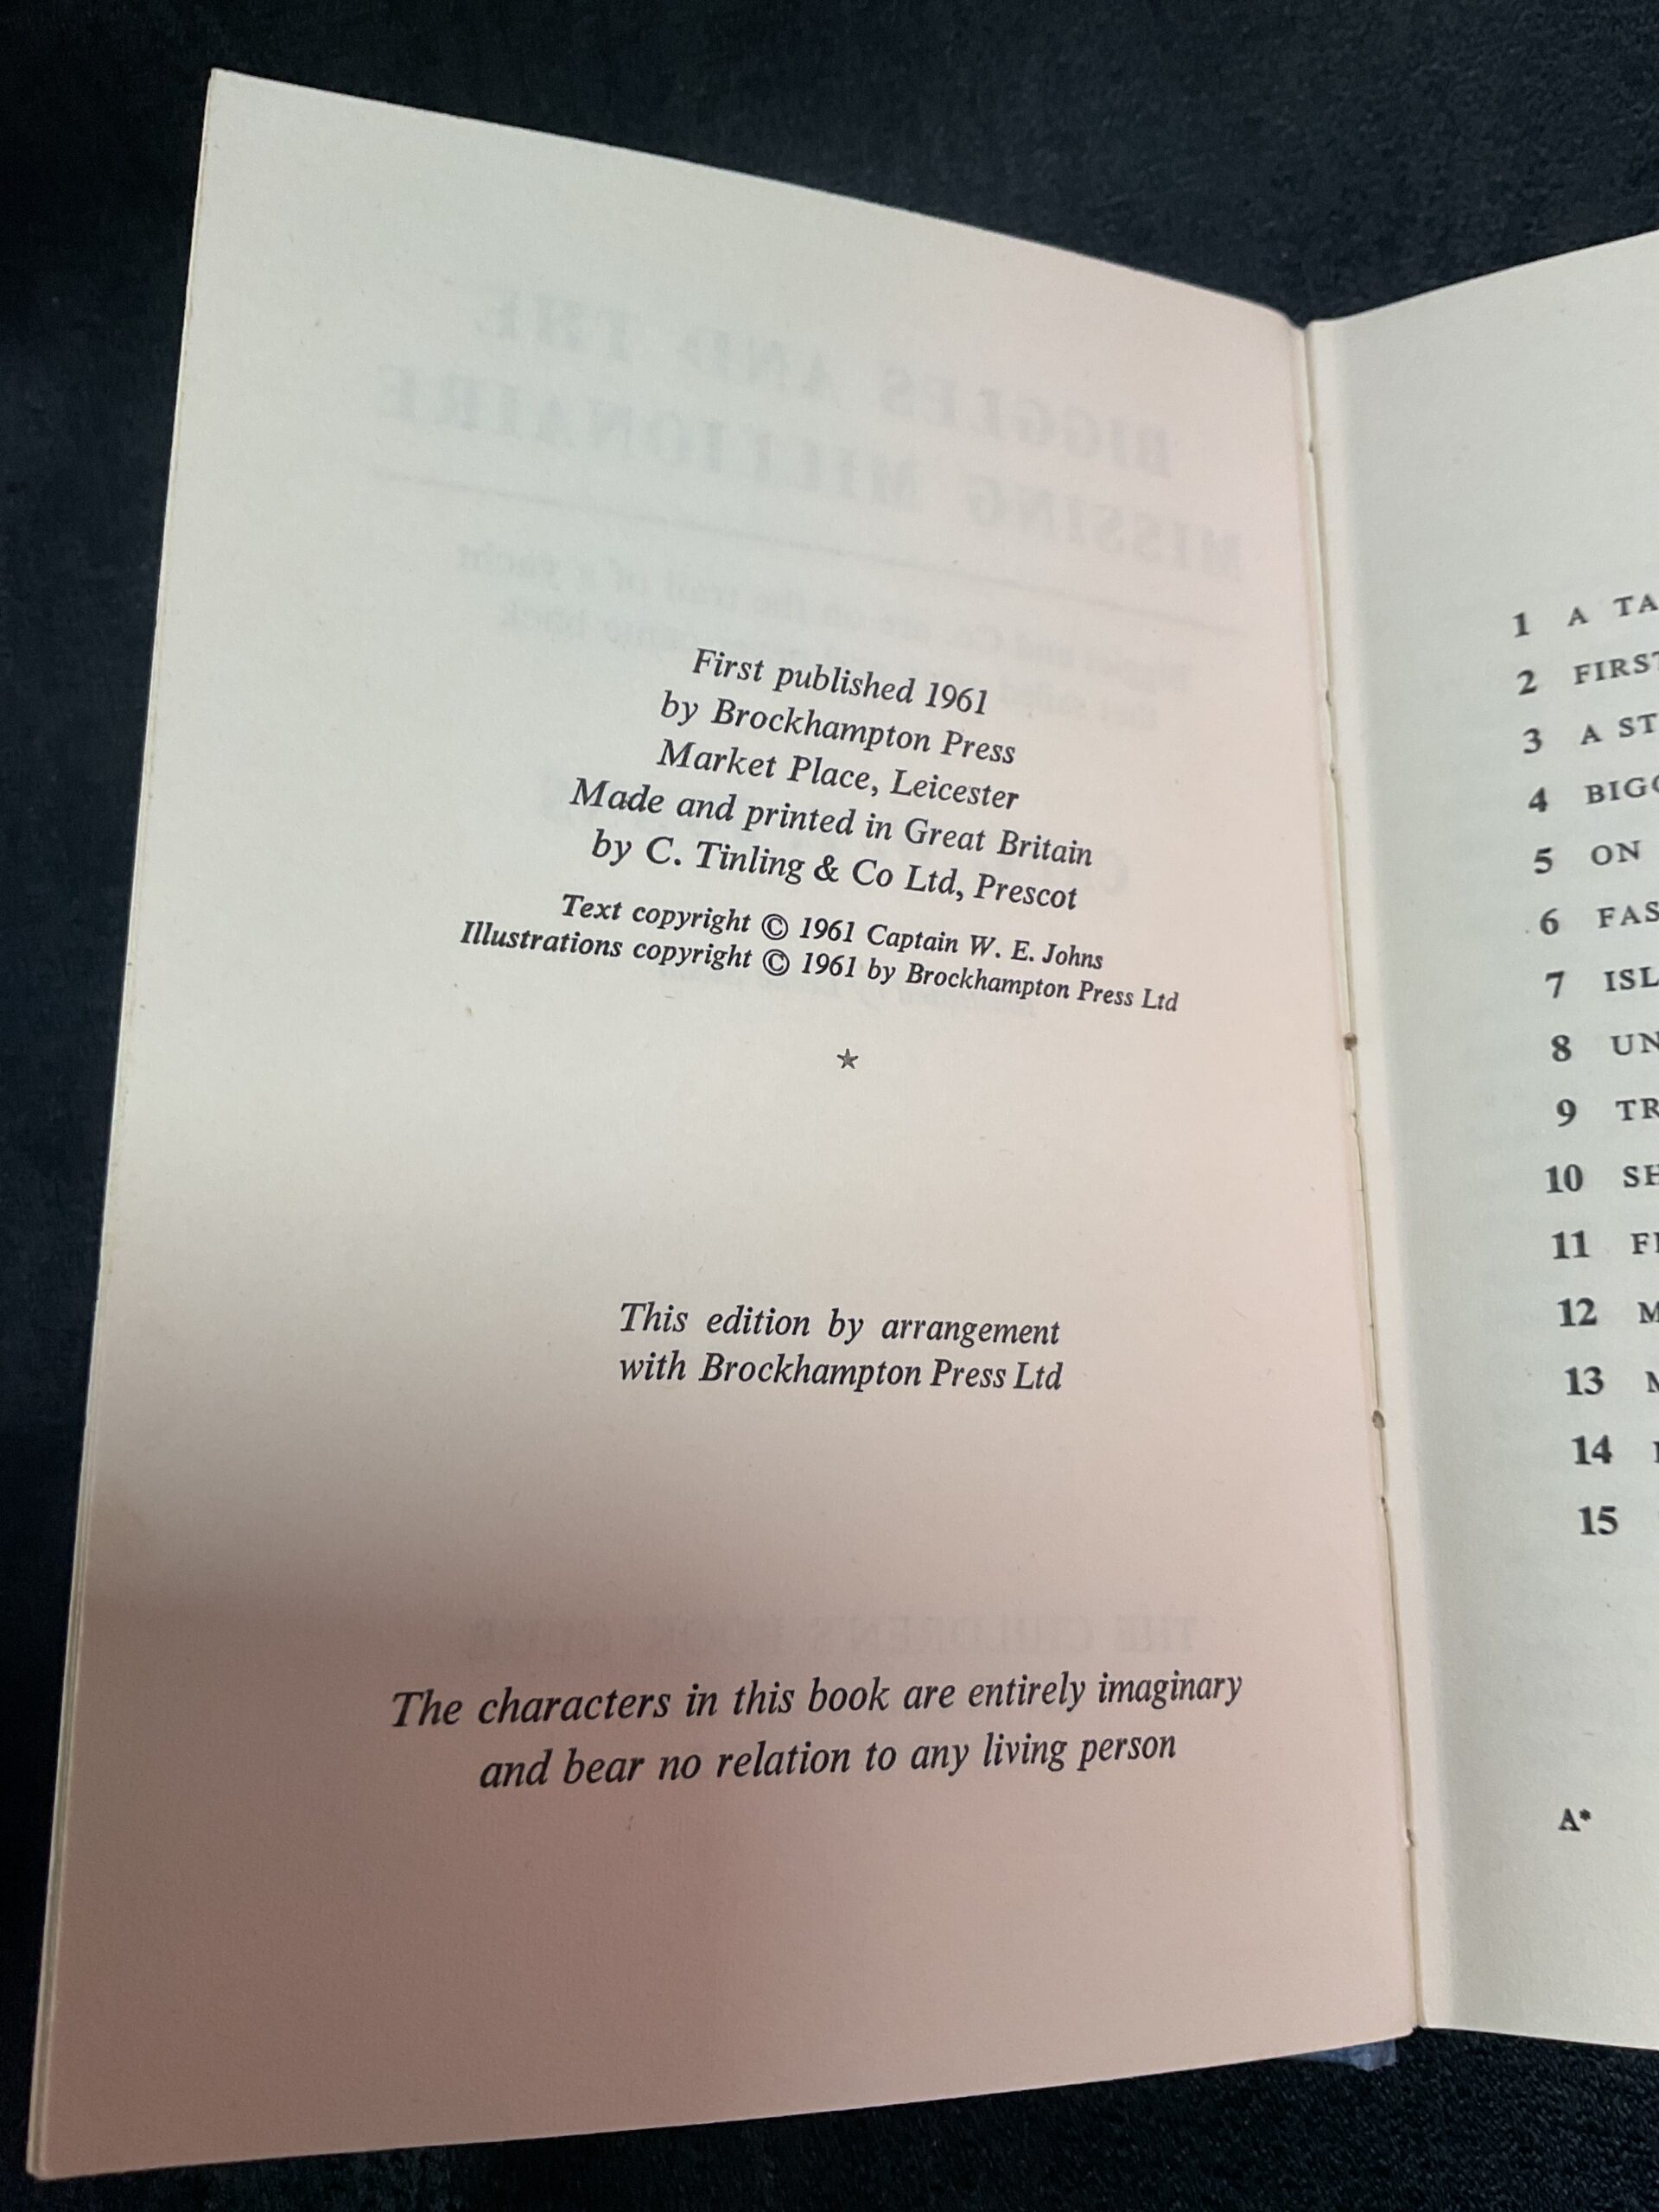 First published 1961
by Brockhampton Press
Market Place, Leicester
Made and printed in Great Britain
by C. Tinling & Co Ltd, Prescot
Text copyright © 1961 Captain W. E. Johns
Illustrations copyright © 1961 by Brockhampton Press Ltd
This edition by arrangement
with Brockhampton Press Ltd
The characters in this book are entirely imaginary
and bear no relation to any living person
1 A TA
2 FIRST
3 A ST
4 BIGG
5 ON
6 FAS
7 ISL
8 UN
9 TR
10 SH
11 
12 M
13 M
14
15
A*